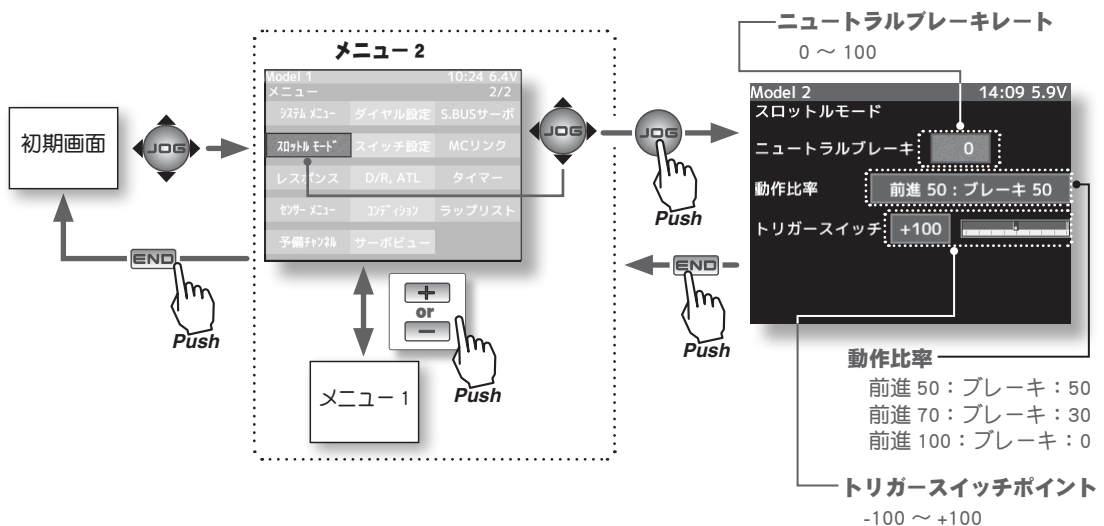 ニュートラルブレーキレート
0 ～ 100
メニュー 2
Model 1 10:24 6.4V
メニュー 2/2
システム メニュー ダイヤル設定 S.BUSサーボ
スロットル モード スイッチ設定 MCリンク
レスポンス D/R, ATL タイマー
センサー メニュー コンディション ラップリスト
予備チャンネル サーボビュー
初期画面
JOG
JOG
JOG
Push
END
Push
END
Push
+
or
−
Push
メニュー 1
Model 2 14:09 5.9V
スロットルモード
ニュートラルブレーキ 0
動作比率 前進 50：ブレーキ 50
トリガースイッチ +100
動作比率
前進 50：ブレーキ：50
前進 70：ブレーキ：30
前進 100：ブレーキ：0
トリガースイッチポイント
-100 ～ +100